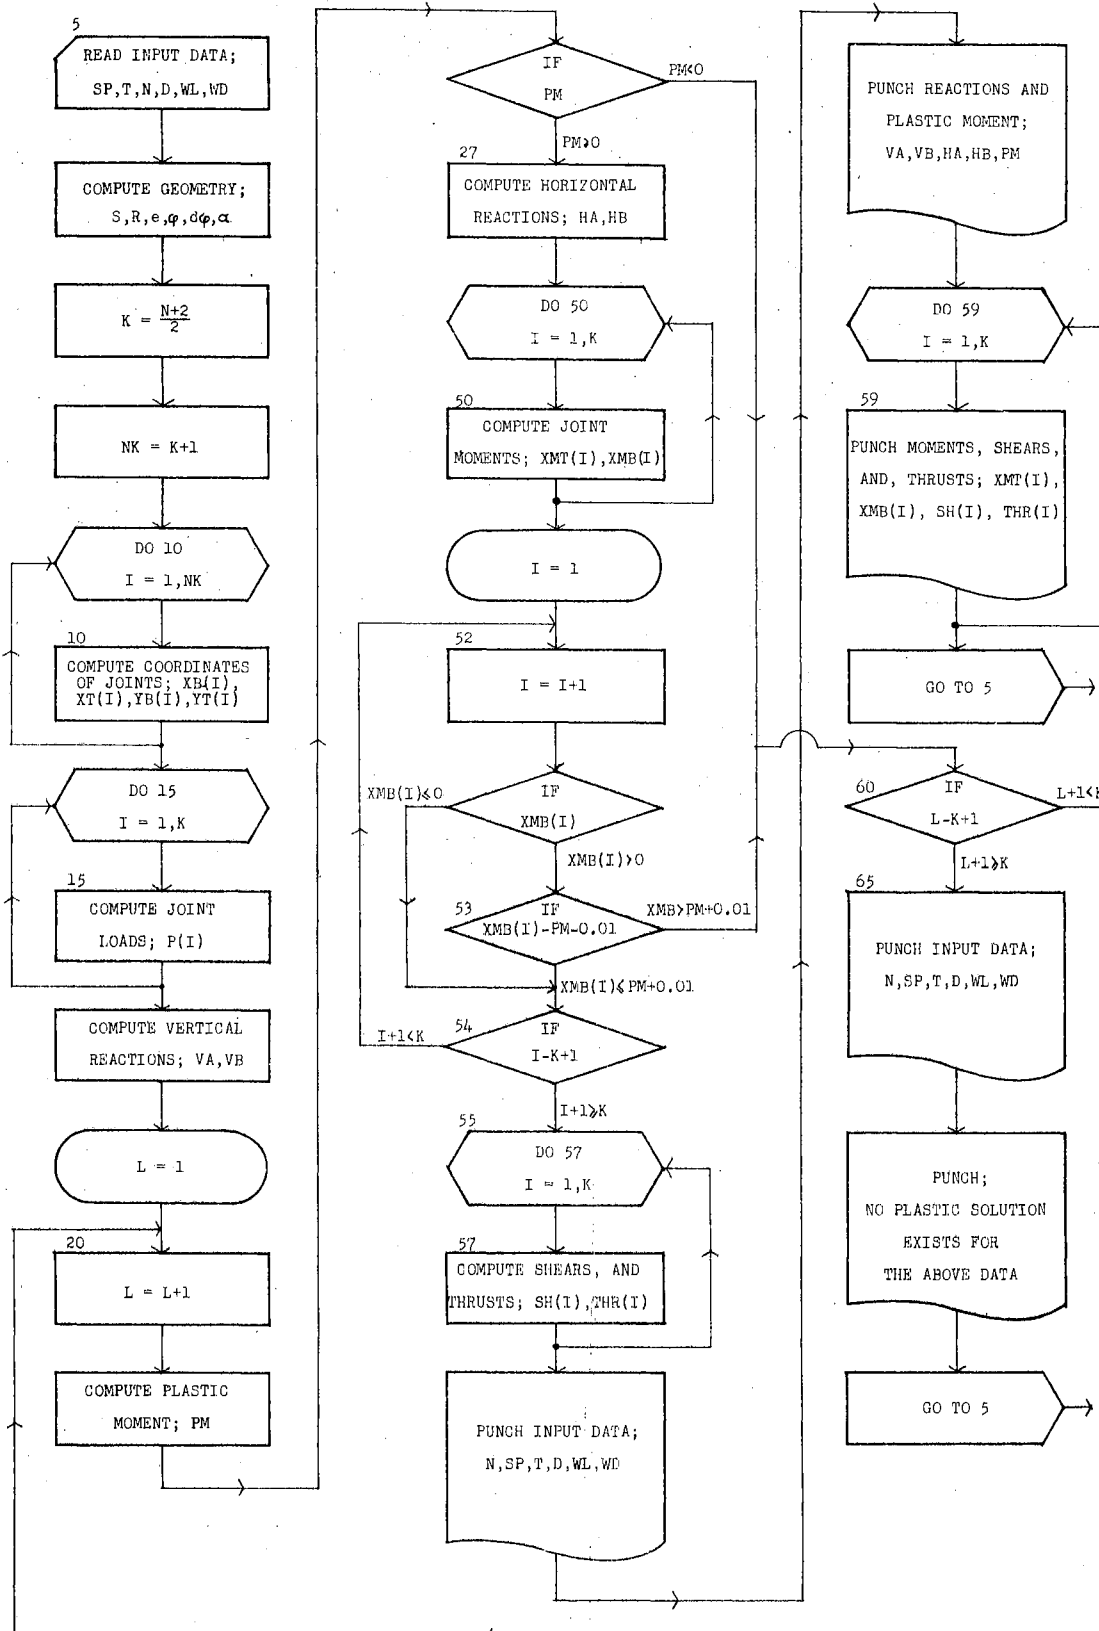 5
READ INPUT DATA;
SP,T,N,D,WL,WD
COMPUTE GEOMETRY;
S,R,e,φ,dφ,α
K = N+2
2
NK = K+1
DO 10
I = 1,NK
10
COMPUTE COORDINATES
OF JOINTS; XB(I),
XT(I),YB(I),YT(I)
DO 15
I = 1,K
15
COMPUTE JOINT
LOADS; P(I)
COMPUTE VERTICAL
REACTIONS; VA,VB
L = 1
20
L = L+1
COMPUTE PLASTIC
MOMENT; PM
IF
PM
PM<0
PM≥0
27
COMPUTE HORIZONTAL
REACTIONS; HA,HB
DO 50
I = 1,K
50
COMPUTE JOINT
MOMENTS; XMT(I),XMB(I)
I = 1
52
I = I+1
XMB(I)≤0
IF
XMB(I)
XMB(I)>0
53
IF
XMB(I)-PM-0.01
XMB>PM+0.01
XMB(I)≤PM+0.01
I+1<K
54
IF
I-K+1
I+1≥K
55
DO 57
I = 1,K
57
COMPUTE SHEARS, AND
THRUSTS; SH(I),THR(I)
PUNCH INPUT DATA;
N,SP,T,D,WL,WD
PUNCH REACTIONS AND
PLASTIC MOMENT;
VA,VB,HA,HB,PM
DO 59
I = 1,K
59
PUNCH MOMENTS, SHEARS,
AND, THRUSTS; XMT(I),
XMB(I), SH(I), THR(I)
GO TO 5
60
IF
L-K+1
L+1<K
L+1≥K
65
PUNCH INPUT DATA;
N,SP,T,D,WL,WD
PUNCH;
NO PLASTIC SOLUTION
EXISTS FOR
THE ABOVE DATA
GO TO 5